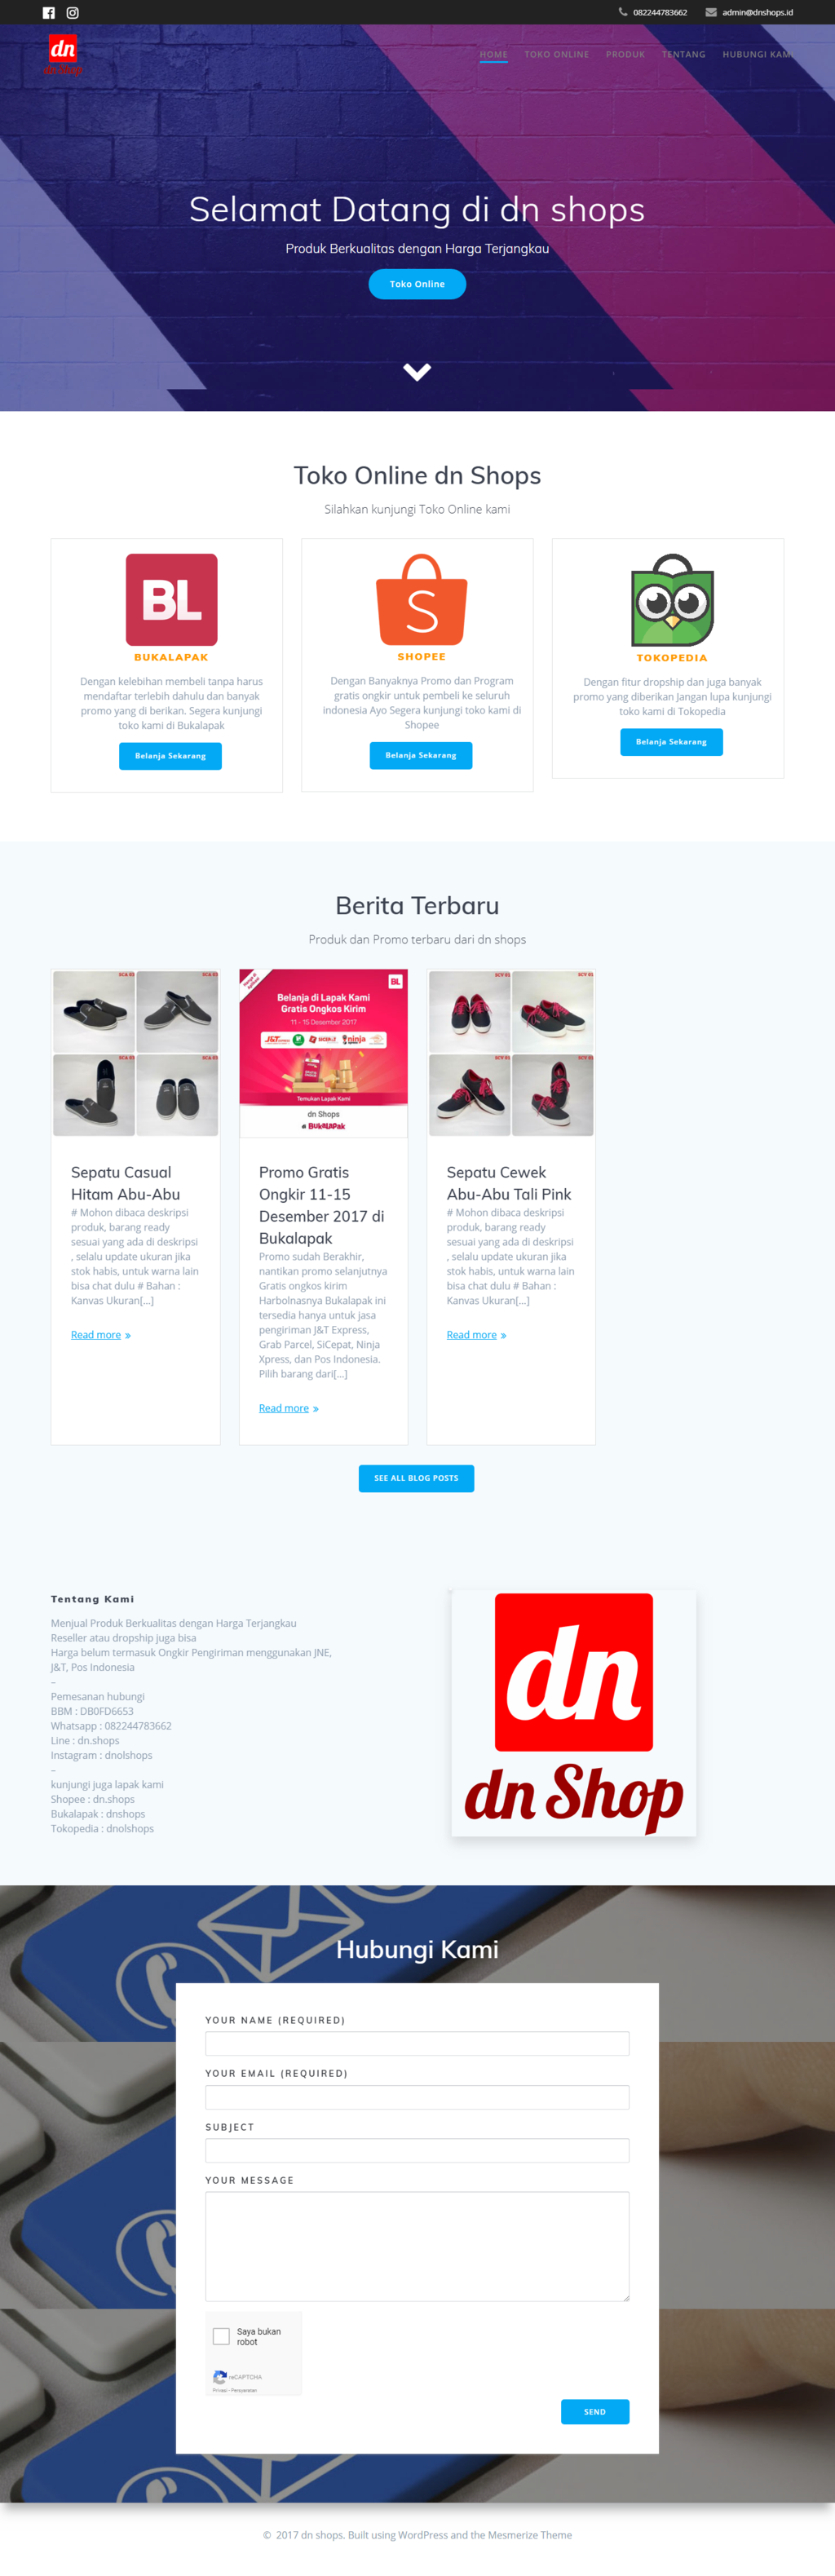 082244783662
admin@dnshops.id
dn
dn Shop
HOME TOKO ONLINE PRODUK TENTANG HUBUNGI KAMI
Selamat Datang di dn shops
Produk Berkualitas dengan Harga Terjangkau
Toko Online
Toko Online dn Shops
Silahkan kunjungi Toko Online kami
BL
BUKALAPAK
Dengan kelebihan membeli tanpa harus
mendaftar terlebih dahulu dan banyak
promo yang di berikan. Segera kunjungi
toko kami di Bukalapak
Belanja Sekarang
S
SHOPEE
Dengan Banyaknya Promo dan Program
gratis ongkir untuk pembeli ke seluruh
indonesia Ayo Segera kunjungi toko kami di
Shopee
Belanja Sekarang
TOKOPEDIA
Dengan fitur dropship dan juga banyak
promo yang diberikan Jangan lupa kunjungi
toko kami di Tokopedia
Belanja Sekarang
Berita Terbaru
Produk dan Promo terbaru dari dn shops
Sepatu Casual
Hitam Abu-Abu
# Mohon dibaca deskripsi
produk, barang ready
sesuai yang ada di deskripsi
, selalu update ukuran jika
stok habis, untuk warna lain
bisa chat dulu # Bahan :
Kanvas Ukuran[...]
Read more »
BL
Belanja di Lapak Kami
Gratis Ongkos Kirim
11 - 15 Desember 2017
J&T
ninja
Temukan Lapak Kami
dn Shops
BukaLapak
Promo Gratis
Ongkir 11-15
Desember 2017 di
Bukalapak
Promo sudah Berakhir,
nantikan promo selanjutnya
Gratis ongkos kirim
Harbolnasnya Bukalapak ini
tersedia hanya untuk jasa
pengiriman J&T Express,
Grab Parcel, SiCepat, Ninja
Xpress, dan Pos Indonesia.
Pilih barang dari[...]
Read more »
Sepatu Cewek
Abu-Abu Tali Pink
# Mohon dibaca deskripsi
produk, barang ready
sesuai yang ada di deskripsi
, selalu update ukuran jika
stok habis, untuk warna lain
bisa chat dulu # Bahan :
Kanvas Ukuran[...]
Read more »
SEE ALL BLOG POSTS
Tentang Kami
Menjual Produk Berkualitas dengan Harga Terjangkau
Reseller atau dropship juga bisa
Harga belum termasuk Ongkir Pengiriman menggunakan JNE,
J&T, Pos Indonesia
–
Pemesanan hubungi
BBM : DB0FD6653
Whatsapp : 082244783662
Line : dn.shops
Instagram : dnolshops
–
kunjungi juga lapak kami
Shopee : dn.shops
Bukalapak : dnshops
Tokopedia : dnolshops
dn
dn Shop
Hubungi Kami
YOUR NAME (REQUIRED)
YOUR EMAIL (REQUIRED)
SUBJECT
YOUR MESSAGE
Saya bukan
robot
reCAPTCHA
Privasi - Persyaratan
SEND
© 2017 dn shops. Built using WordPress and the Mesmerize Theme